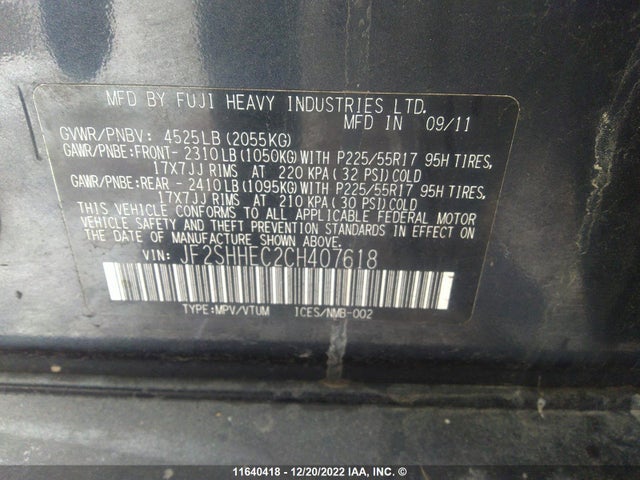 MFD BY FUJI HEAVY INDUSTRIES LTD.
MFD IN 09/11
GVWR/PNBV: 4525LB(2055KG)
GAWR/PNBE:FRONT- 2310LB(1050KG)WITH P225/55R17 95H TIRES,
17X7JJ RIMS AT 220 KPA( 32 PSI)COLD
GAWR/PNBE:REAR - 2410LB(1095KG)WITH P225/55R17 95H TIRES,
17X7JJ RIMS AT 210 KPA( 30 PSI)COLD
THIS VEHICLE CONFORMS TO ALL APPLICABLE FEDERAL MOTOR
VEHICLE SAFETY AND THEFT PREVENTION STANDARDS IN EFFECT
ON THE DATE OF MANUFACTURE SHOWN ABOVE.
VIN: JF2SHHEC2CH407618
TYPE:MPV/VTUM ICES/NMB-002
11640418 - 12/20/2022 IAA, Inc. ©